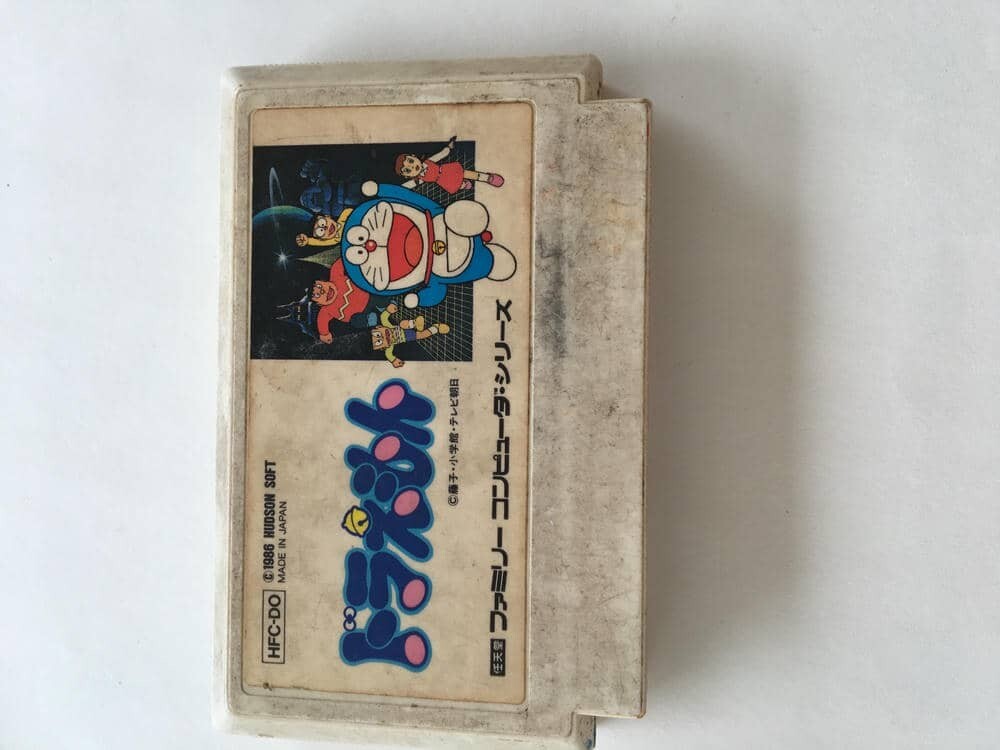 HFC-DO
©1986 HUDSON SOFT
MADE IN JAPAN
ドラえもん
©藤子・小学館・テレビ朝日
任天堂 ファミリー コンピュータ・シリーズ